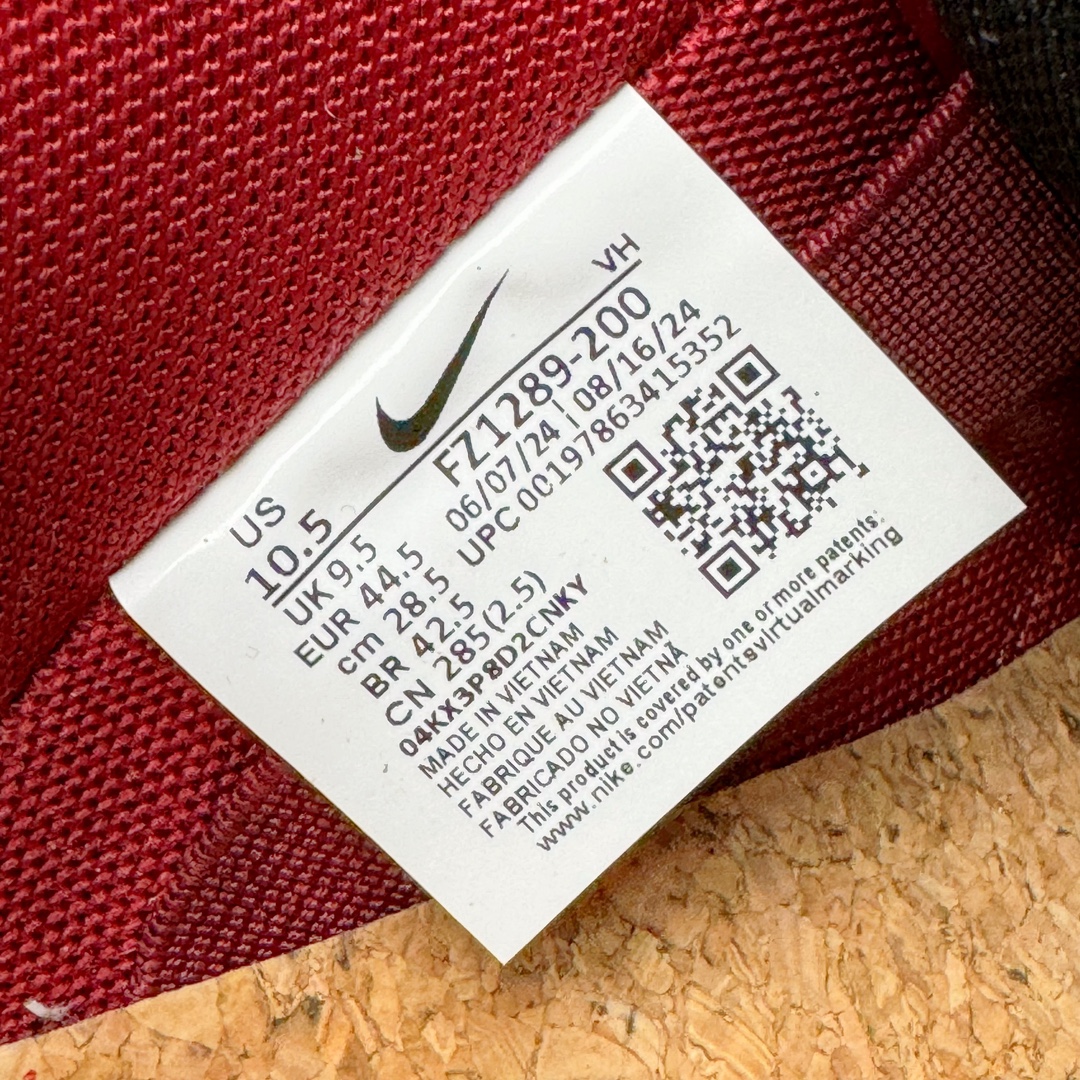 VH
US
10.5
FZ1289-200
UK 9.5
06/07/24 | 08/16/24
EUR 44.5
UPC 00197863415352
cm 28.5
BR 42.5
CN 285(2.5)
04KX3P8D2CNKY
MADE IN VIETNAM
HECHO EN VIETNAM
FABRIQUE AU VIETNAM
FABRICADO NO VIETNÃ
This product is covered by one or more patents:
www.nike.com/patentsvirtualmarking